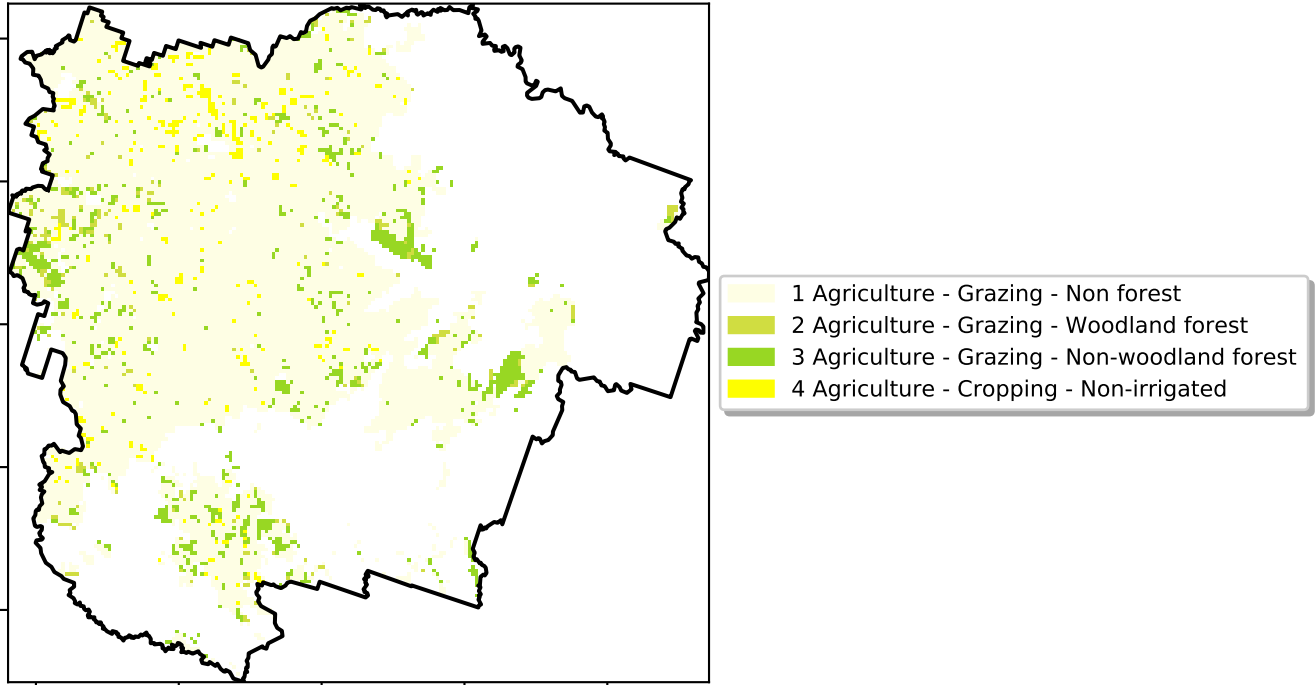 1 Agriculture - Grazing - Non forest
2 Agriculture - Grazing - Woodland forest
3 Agriculture - Grazing - Non-woodland forest
4 Agriculture - Cropping - Non-irrigated